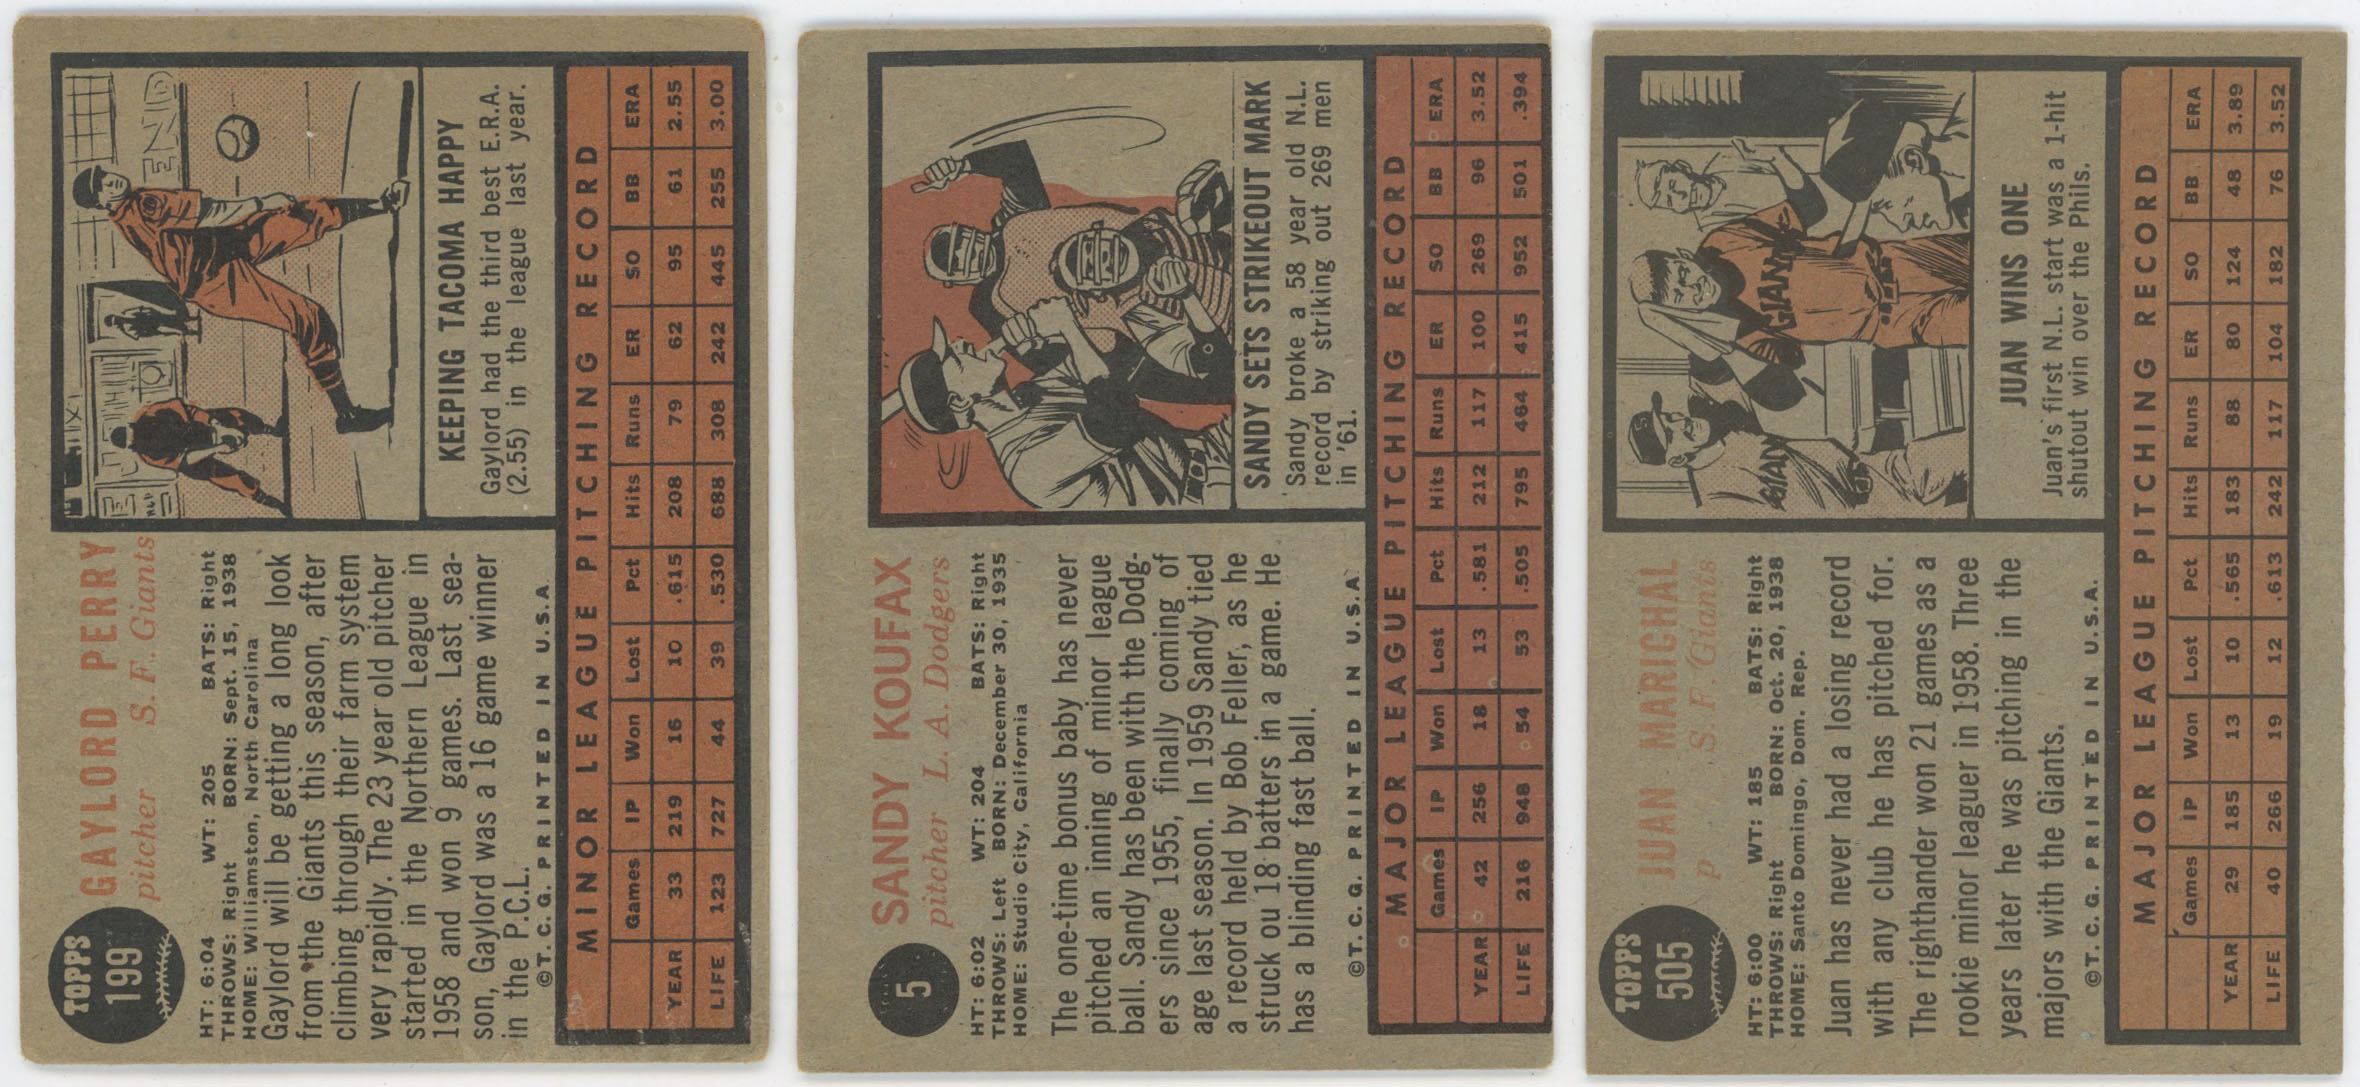 TOPPS
199
GAYLORD PERRY
pitcher S. F. Giants
HT: 6:04 WT: 205 BATS: Right
THROWS: Right BORN: Sept. 15, 1938
HOME: Williamston, North Carolina
Gaylord will be getting a long look
from the Giants this season, after
climbing through their farm system
very rapidly. The 23 year old pitcher
started in the Northern League in
1958 and won 9 games. Last sea-
son, Gaylord was a 16 game winner
in the P.C.L.
©T. C. G. PRINTED IN U.S.A.
END
KEEPING TACOMA HAPPY
Gaylord had the third best E.R.A.
(2.55) in the league last year.
MINOR LEAGUE PITCHING RECORD
Games IP Won Lost Pct Hits Runs ER SO BB ERA
YEAR 33 219 16 10 .615 208 79 62 95 61 2.55
LIFE 123 727 44 39 .530 688 308 242 445 255 3.00
5
SANDY KOUFAX
pitcher L. A. Dodgers
HT: 6:02 WT: 204 BATS: Right
THROWS: Left BORN: December 30, 1935
HOME: Studio City, California
The one-time bonus baby has never
pitched an inning of minor league
ball. Sandy has been with the Dodg-
ers since 1955, finally coming of
age last season. In 1959 Sandy tied
a record held by Bob Feller, as he
struck ou 18 batters in a game. He
has a blinding fast ball.
©T. C. G. PRINTED IN U.S.A
SANDY SETS STRIKEOUT MARK
Sandy broke a 58 year old N.L.
record by striking out 269 men
in '61.
MAJOR LEAGUE PITCHING RECORD
Games IP Won Lost Pct Hits Runs ER SO BB ERA
YEAR 42 256 18 13 .581 212 117 100 269 96 3.52
LIFE 216 948 54 53 .505 795 464 415 952 501 .394
TOPPS
505
JUAN MARICHAL
p S. F. Giants
HT: 6:00 WT: 185 BATS: Right
THROWS: Right BORN: Oct. 20, 1938
HOME: Santo Domingo, Dom. Rep.
Juan has never had a losing record
with any club he has pitched for.
The righthander won 21 games as a
rookie minor leaguer in 1958. Three
years later he was pitching in the
majors with the Giants.
©T. C. G. PRINTED IN U.S.A.
GIANTS
GIAN
JUAN WINS ONE
Juan's first N.L. start was a 1-hit
shutout win over the Phils.
MAJOR LEAGUE PITCHING RECORD
Games IP Won Lost Pct Hits Runs ER SO BB ERA
YEAR 29 185 13 10 .565 183 88 80 124 48 3.89
LIFE 40 266 19 12 .613 242 117 104 182 76 3.52